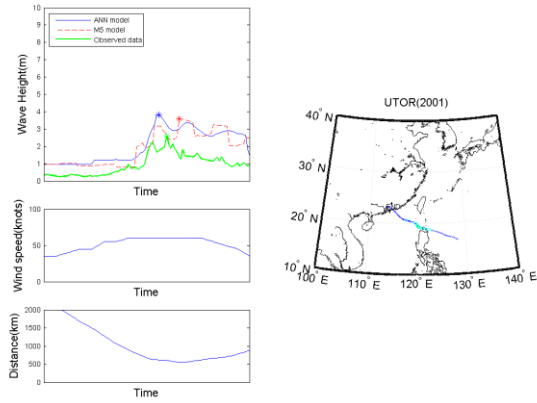 10
9
8
7
6
5
4
3
2
1
0
Wave Height(m)
ANN model
M5 model
Observed data
Time
100
50
0
Wind speed(knots)
Time
2000
1500
1000
500
0
Distance(km)
Time
UTOR(2001)
40° N
30° N
20° N
10° N
100° E
110° E
120° E
130° E
140° E